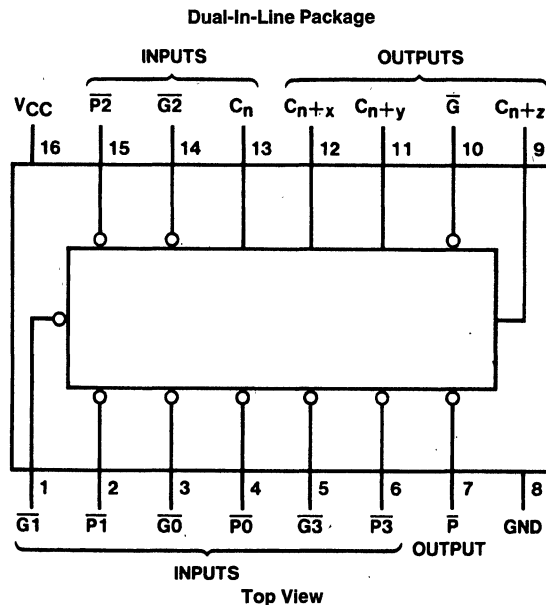 Dual-In-Line Package
INPUTS OUTPUTS
VCC P2 G2 Cn Cn+x Cn+y G Cn+z
16 15 14 13 12 11 10 9
1 2 3 4 5 6 7 8
G1 P1 G0 P0 G3 P3 P GND
INPUTS OUTPUT
Top View